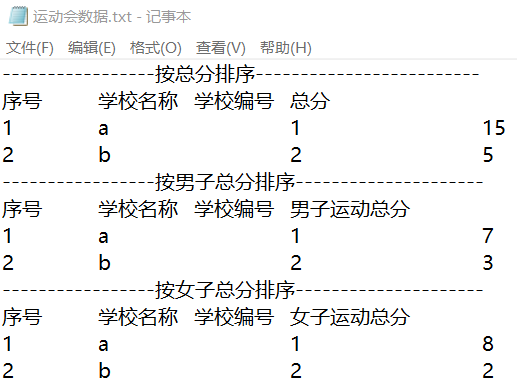 运动会数据.txt - 记事本
文件(F) 编辑(E) 格式(O) 查看(V) 帮助(H)
-----------------按总分排序-------------------------
序号 学校名称 学校编号 总分
1 a 1 15
2 b 2 5
-----------------按男子总分排序---------------------
序号 学校名称 学校编号 男子运动总分
1 a 1 7
2 b 2 3
-----------------按女子总分排序---------------------
序号 学校名称 学校编号 女子运动总分
1 a 1 8
2 b 2 2